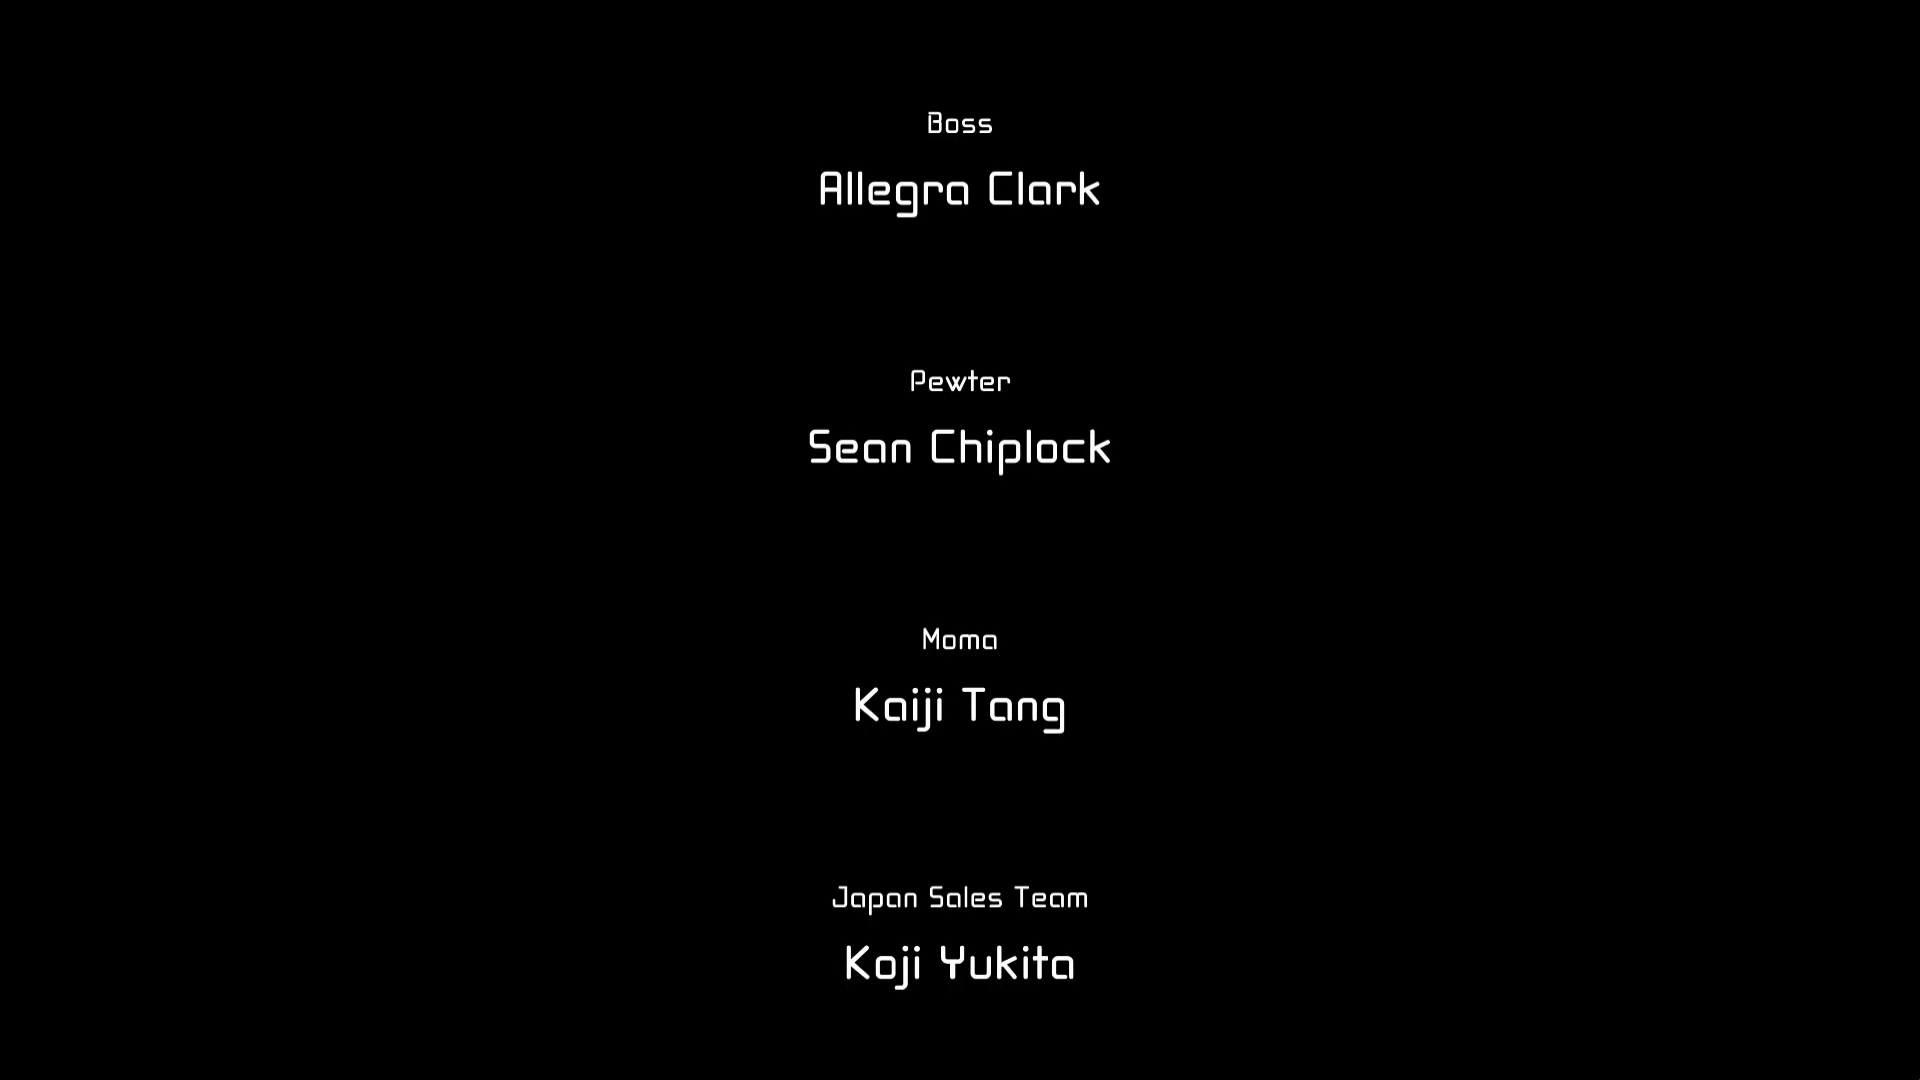 Boss
Allegra Clark
Pewter
Sean Chiplock
Moma
Kaiji Tang
Japan Sales Team
Koji Yukita